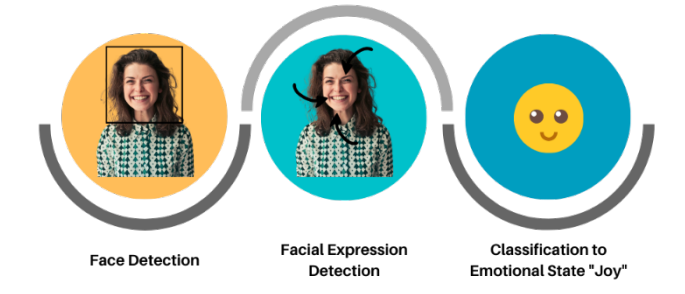 Face Detection
Facial Expression
Detection
Classification to
Emotional State "Joy"